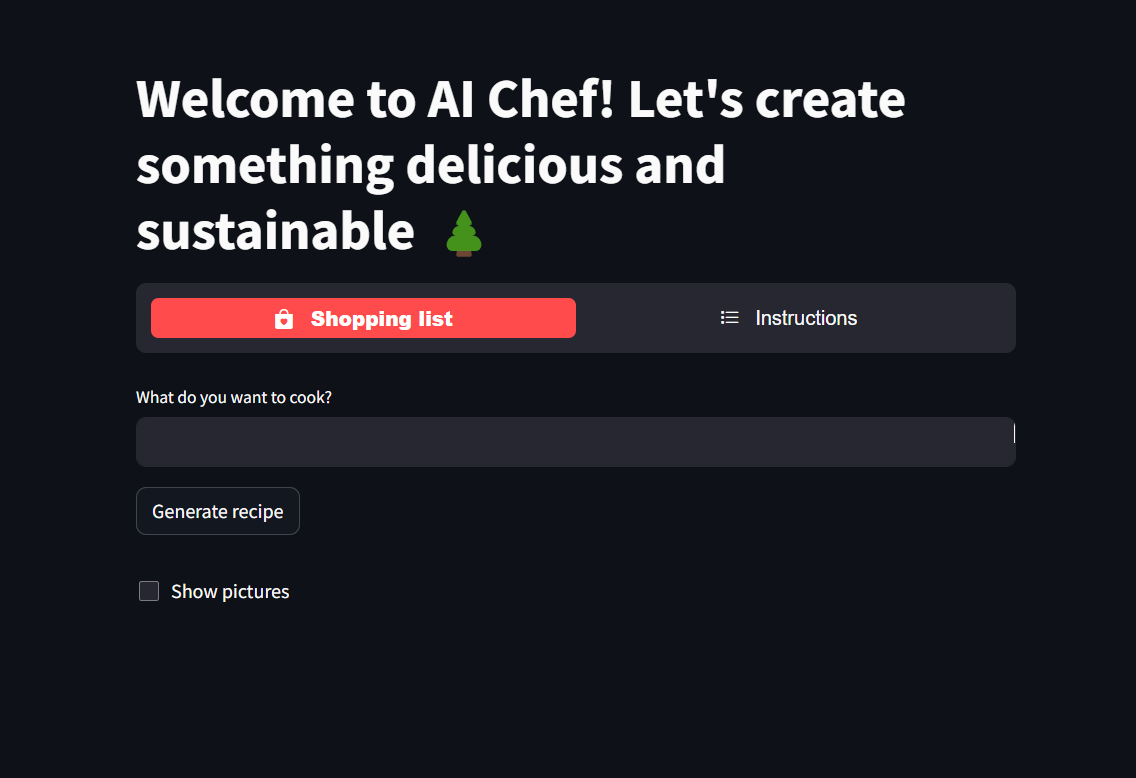 Welcome to AI Chef! Let's create
something delicious and
sustainable 🌲
Shopping list
Instructions
What do you want to cook?
Generate recipe
Show pictures